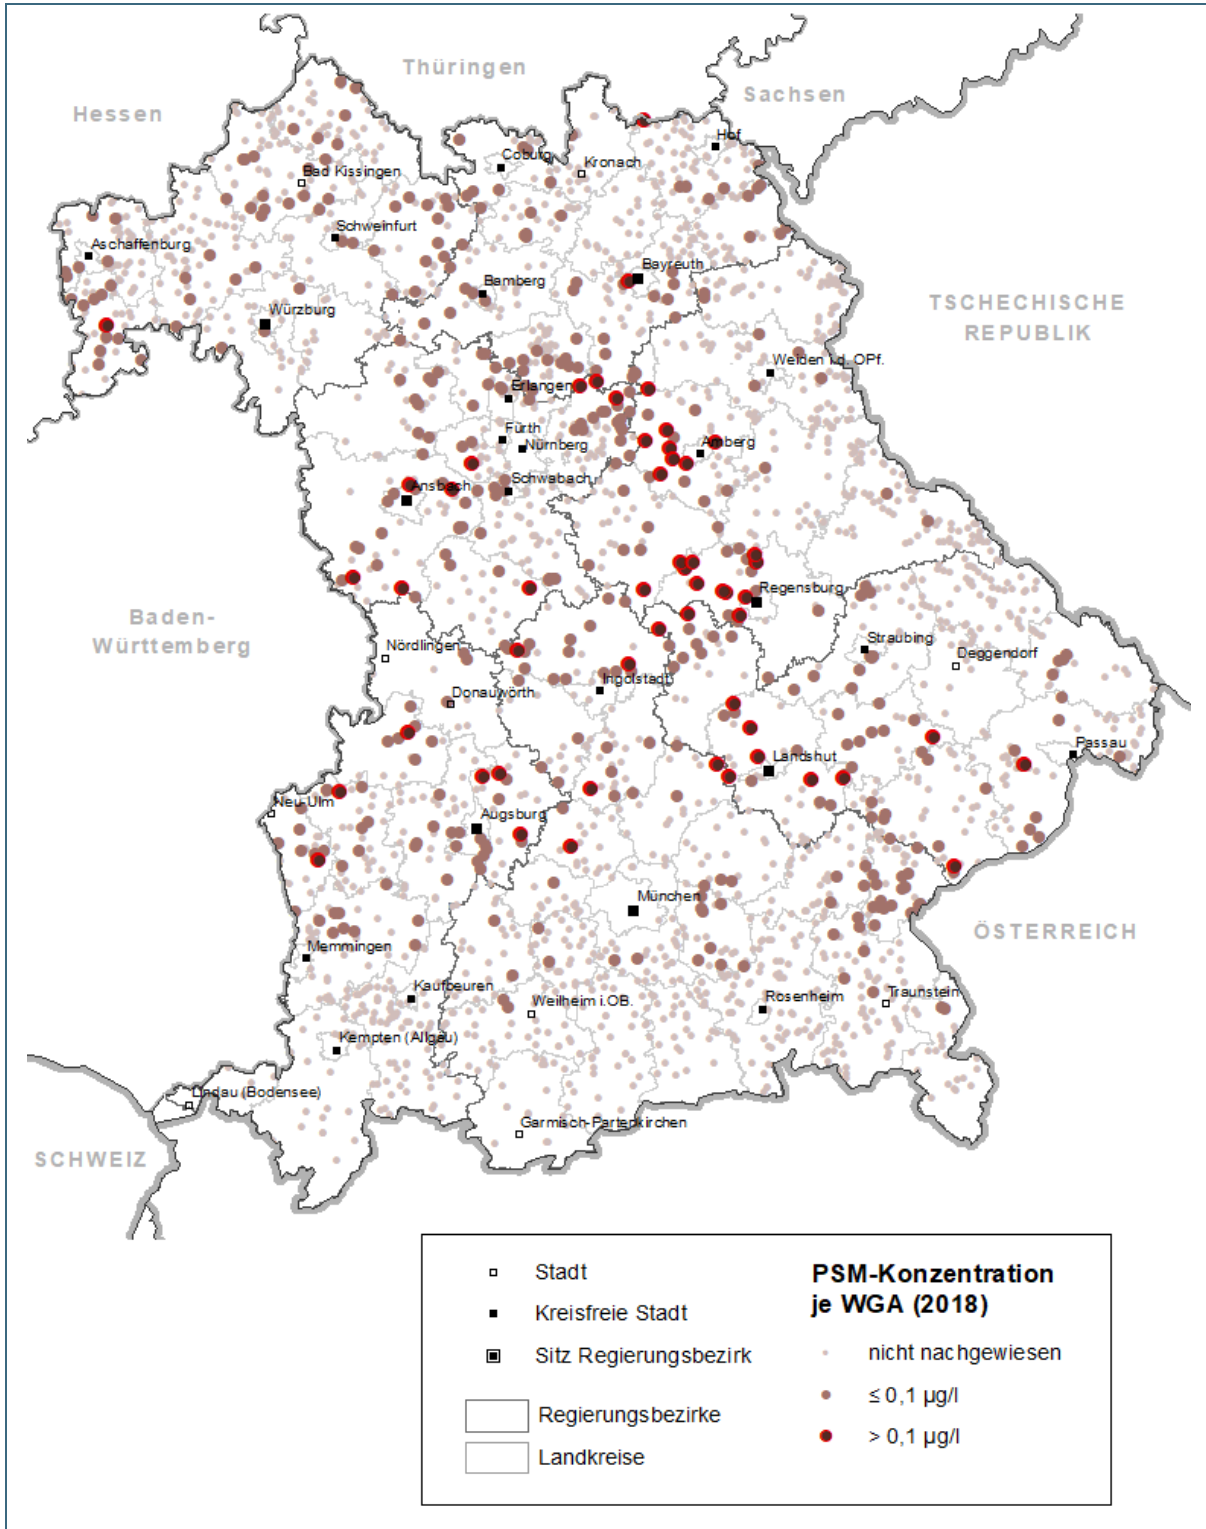 Thüringen
Sachsen
Hessen
Hof
Coburg
Kronach
Bad Kissingen
Schweinfurt
Aschaffenburg
Bayreuth
Bamberg
Würzburg
TSCHECHISCHE
REPUBLIK
Weiden i.d. OPf.
Erlangen
Fürth
Nürnberg
Amberg
Schwabach
Ansbach
Regensburg
Baden-
Württemberg
Straubing
Nördlingen
Deggendorf
Ingolstadt
Donauwörth
Passau
Landshut
Neu-Ulm
Augsburg
München
ÖSTERREICH
Memmingen
Kaufbeuren
Traunstein
Rosenheim
Weilheim i.OB.
Kempten (Allgäu)
Lindau (Bodensee)
Garmisch-Partenkirchen
SCHWEIZ
Stadt
Kreisfreie Stadt
Sitz Regierungsbezirk
Regierungsbezirke
Landkreise
PSM-Konzentration
je WGA (2018)
nicht nachgewiesen
≤ 0,1 µg/l
> 0,1 µg/l